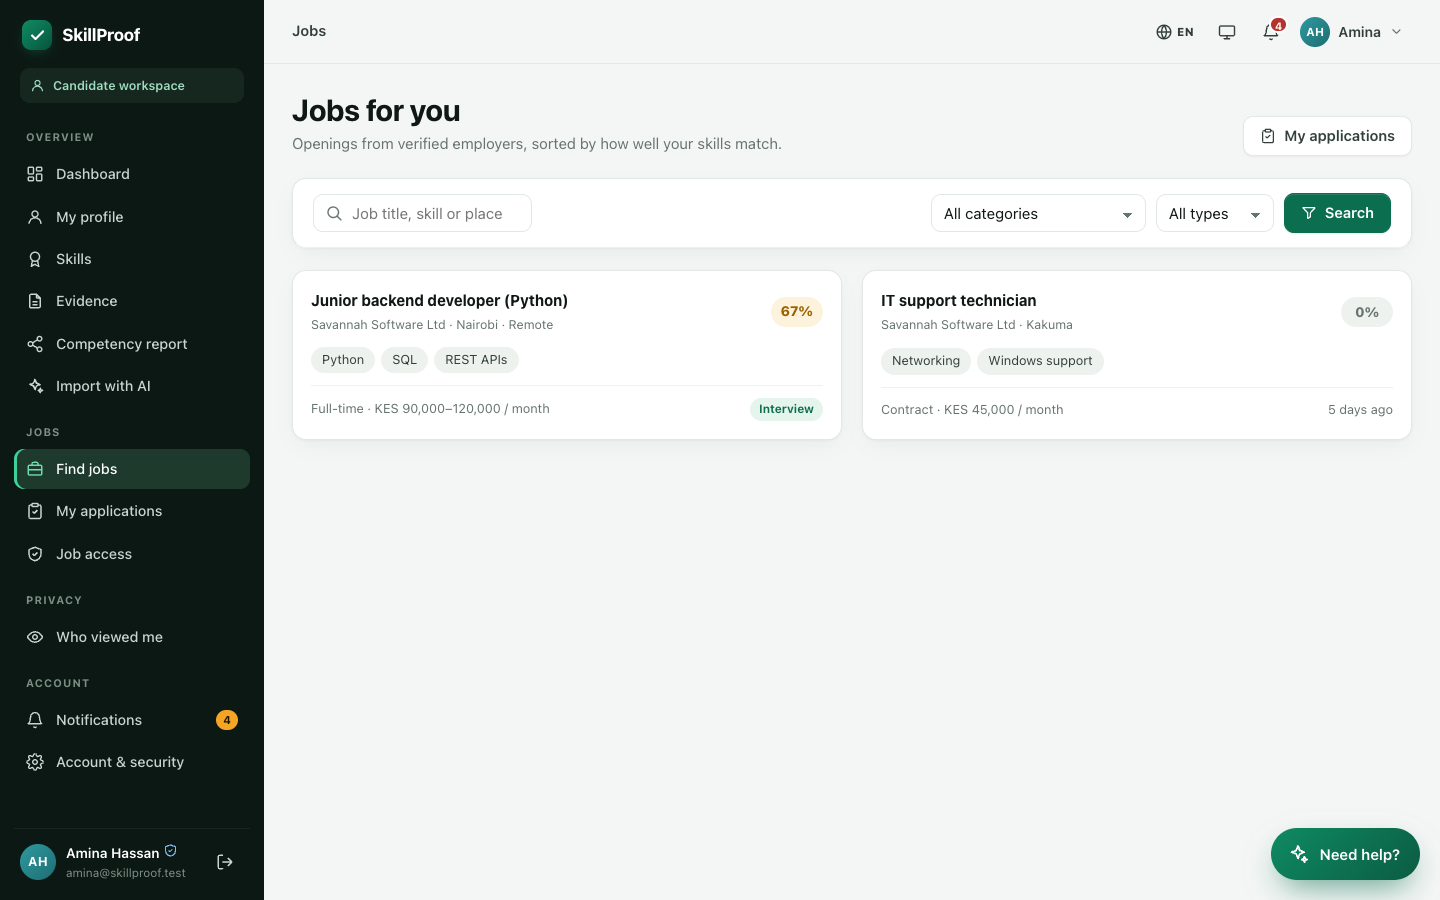 SkillProof
Candidate workspace
OVERVIEW
Dashboard
My profile
Skills
Evidence
Competency report
Import with AI
JOBS
Find jobs
My applications
Job access
PRIVACY
Who viewed me
ACCOUNT
Notifications 4
Account & security
AH Amina Hassan
amina@skillproof.test
Jobs
EN
4
AH Amina
Jobs for you
Openings from verified employers, sorted by how well your skills match.
My applications
Job title, skill or place
All categories
All types
Search
Junior backend developer (Python)
67%
Savannah Software Ltd · Nairobi · Remote
Python SQL REST APIs
Full-time · KES 90,000–120,000 / month
Interview
IT support technician
0%
Savannah Software Ltd · Kakuma
Networking Windows support
Contract · KES 45,000 / month
5 days ago
Need help?